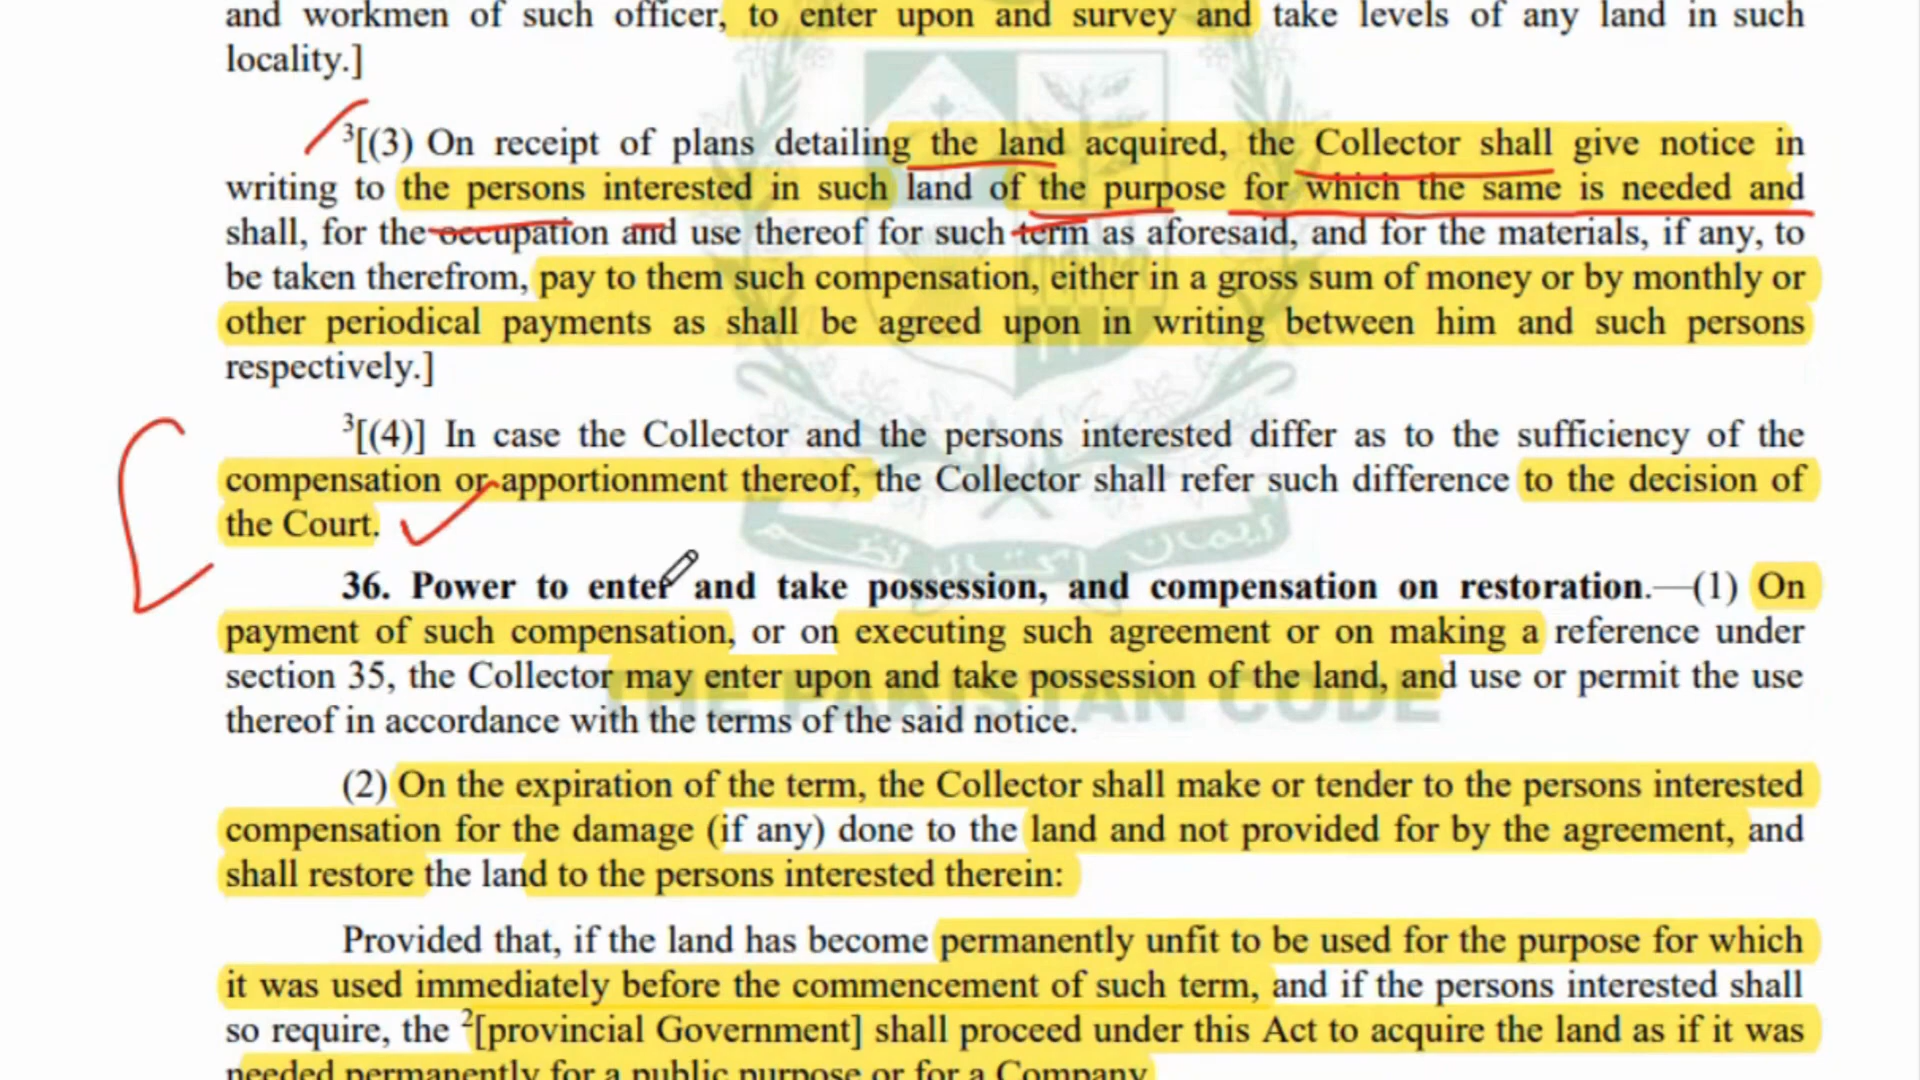 and workmen of such officer, to enter upon and survey and take levels of any land in such
locality.]
3[(3) On receipt of plans detailing the land acquired, the Collector shall give notice in
writing to the persons interested in such land of the purpose for which the same is needed and
shall, for the occupation and use thereof for such term as aforesaid, and for the materials, if any, to
be taken therefrom, pay to them such compensation, either in a gross sum of money or by monthly or
other periodical payments as shall be agreed upon in writing between him and such persons
respectively.]
3[(4)] In case the Collector and the persons interested differ as to the sufficiency of the
compensation or apportionment thereof, the Collector shall refer such difference to the decision of
the Court.
ایمان اتحاد نظم
36. Power to enter and take possession, and compensation on restoration.—(1) On
payment of such compensation, or on executing such agreement or on making a reference under
section 35, the Collector may enter upon and take possession of the land, and use or permit the use
THE PAKISTAN CODE
thereof in accordance with the terms of the said notice.
(2) On the expiration of the term, the Collector shall make or tender to the persons interested
compensation for the damage (if any) done to the land and not provided for by the agreement, and
shall restore the land to the persons interested therein:
Provided that, if the land has become permanently unfit to be used for the purpose for which
it was used immediately before the commencement of such term, and if the persons interested shall
so require, the 2[provincial Government] shall proceed under this Act to acquire the land as if it was
needed permanently for a public purpose or for a Company.